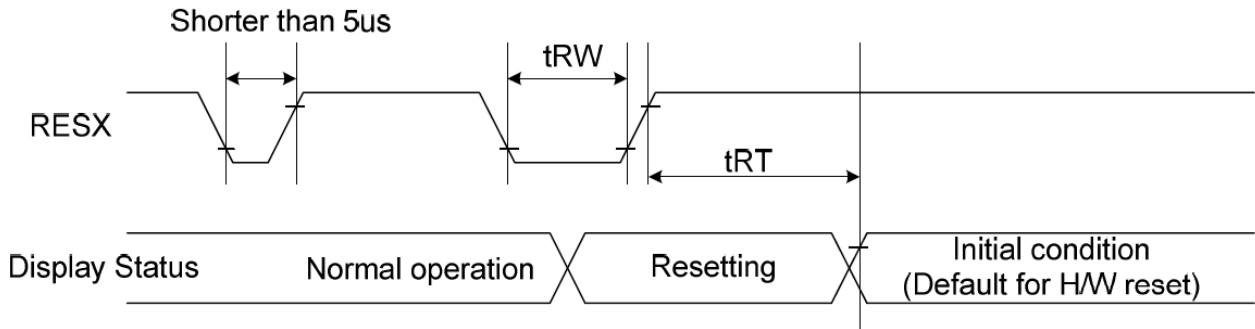 Shorter than 5us
tRW
RESX
tRT
Display Status
Normal operation
Resetting
Initial condition
(Default for H/W reset)